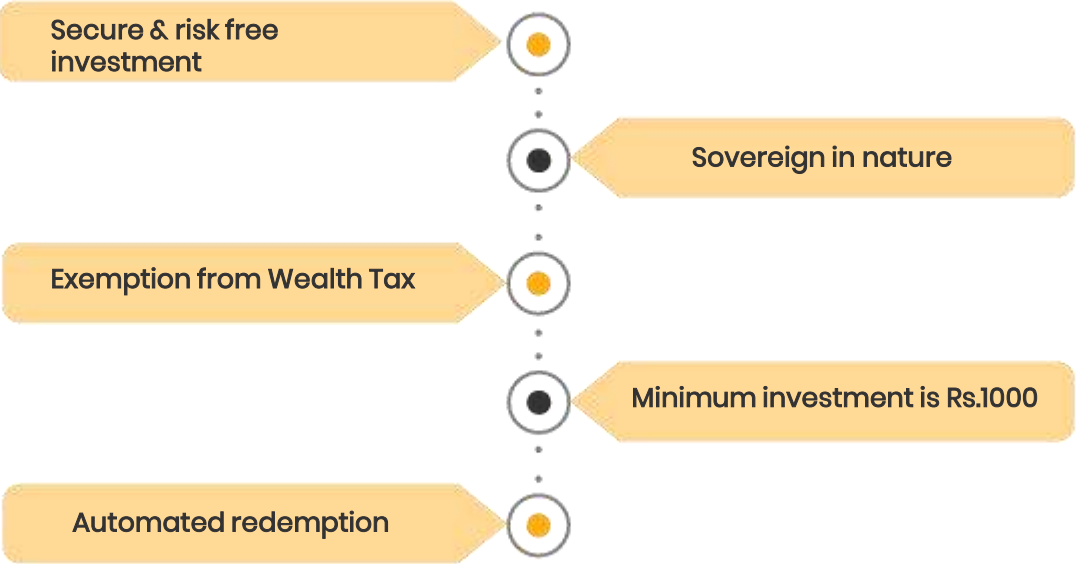 Secure & risk free
investment
Sovereign in nature
Exemption from Wealth Tax
Minimum investment is Rs.1000
Automated redemption